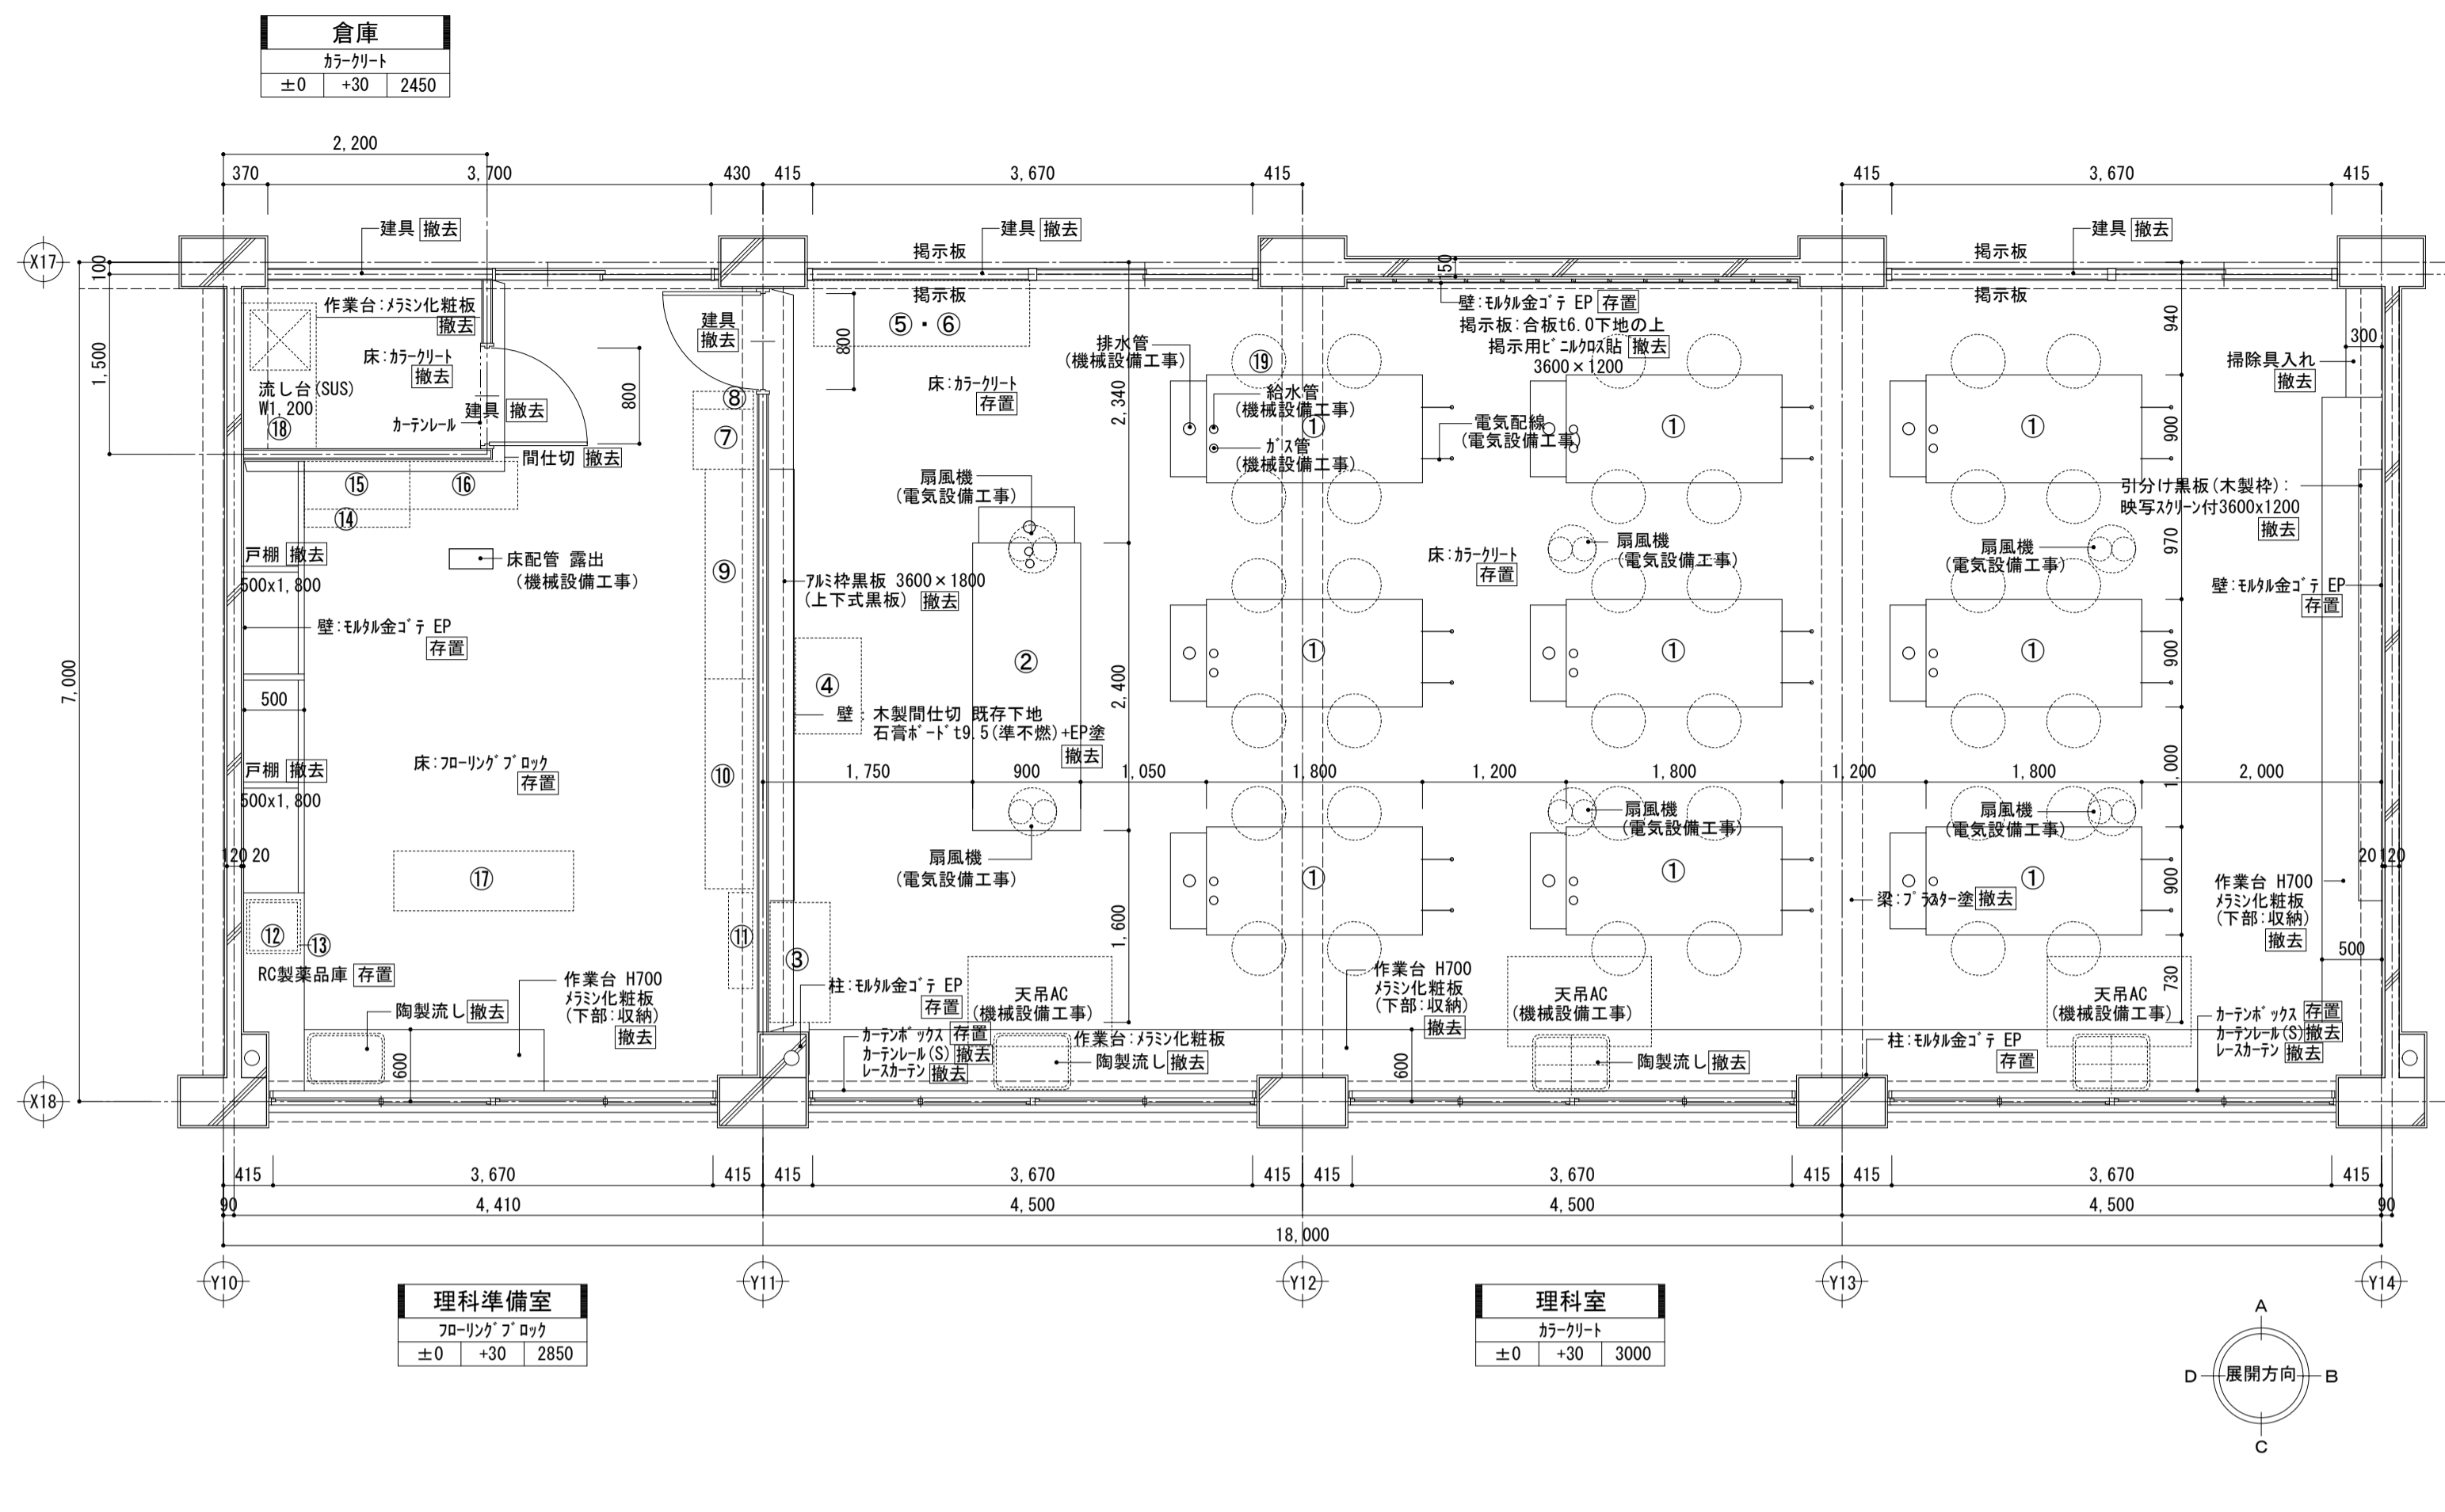 倉庫
ｶﾗｰｸﾘｰﾄ
±0 +30 2450
2,200
370 3,700 430 415 3,670 415 415 3,670 415
建具 撤去
建具 撤去
建具 撤去
掲示板
掲示板
掲示板
掲示板
X17
100
1,500
7,000
作業台:ﾒﾗﾐﾝ化粧板
撤去
床:ｶﾗｰｸﾘｰﾄ
撤去
流し台(SUS)
W1,200
⑱
建具 撤去
ｶｰﾃﾝﾚｰﾙ
800
間仕切 撤去
建具
撤去
800
⑤・⑥
⑧
⑦
⑮ ⑯
⑭
⑨
⑩
⑪
戸棚 撤去
500x1,800
床配管 露出
(機械設備工事)
壁:ﾓﾙﾀﾙ金ｺﾞﾃ EP
存置
500
戸棚 撤去
500x1,800
床:ﾌﾛｰﾘﾝｸﾞﾌﾞﾛｯｸ
存置
120 20
⑰
⑫ ⑬
RC製薬品庫 存置
陶製流し 撤去
作業台 H700
ﾒﾗﾐﾝ化粧板
(下部:収納)
撤去
600
床:ｶﾗｰｸﾘｰﾄ
存置
2,340
扇風機
(電気設備工事)
ｱﾙﾐ枠黒板 3600×1800
(上下式黒板) 撤去
②
④
2,400
壁:木製間仕切 既存下地
石膏ﾎﾞｰﾄﾞt9.5(準不燃)+EP塗
撤去
1,750 900 1,050 1,800 1,200 1,800 1,200 1,800 2,000
扇風機
(電気設備工事)
1,600
③
柱:ﾓﾙﾀﾙ金ｺﾞﾃ EP
存置
天吊AC
(機械設備工事)
ｶｰﾃﾝﾎﾞｯｸｽ 存置
ｶｰﾃﾝﾚｰﾙ(S) 撤去
ﾚｰｽｶｰﾃﾝ 撤去
作業台:ﾒﾗﾐﾝ化粧板
陶製流し 撤去
150
壁:ﾓﾙﾀﾙ金ｺﾞﾃ EP 存置
掲示板:合板t6.0下地の上
掲示用ﾋﾞﾆﾙｸﾛｽ貼 撤去
3600×1200
排水管
(機械設備工事)
⑲
給水管
(機械設備工事)
ｶﾞｽ管
(機械設備工事)
電気配線
(電気設備工事)
① ① ①
床:ｶﾗｰｸﾘｰﾄ
存置
扇風機
(電気設備工事)
扇風機
(電気設備工事)
① ① ①
扇風機
(電気設備工事)
扇風機
(電気設備工事)
① ① ①
梁:ﾌﾟﾗｽﾀｰ塗 撤去
作業台 H700
ﾒﾗﾐﾝ化粧板
(下部:収納)
撤去
600
天吊AC
(機械設備工事)
陶製流し 撤去
柱:ﾓﾙﾀﾙ金ｺﾞﾃ EP
存置
天吊AC
(機械設備工事)
940
900
970
900
1,000
900
730
300
掃除具入れ
撤去
引分け黒板(木製枠):
映写ｽｸﾘｰﾝ付3600x1200
撤去
壁:ﾓﾙﾀﾙ金ｺﾞﾃ EP
存置
20 120
作業台 H700
ﾒﾗﾐﾝ化粧板
(下部:収納)
撤去
500
ｶｰﾃﾝﾎﾞｯｸｽ 存置
ｶｰﾃﾝﾚｰﾙ(S) 撤去
ﾚｰｽｶｰﾃﾝ 撤去
X18
415 3,670 415 415 3,670 415 415 3,670 415 415 3,670 415
90 4,410 4,500 4,500 4,500 90
18,000
Y10 Y11 Y12 Y13 Y14
理科準備室
ﾌﾛｰﾘﾝｸﾞﾌﾞﾛｯｸ
±0 +30 2850
理科室
ｶﾗｰｸﾘｰﾄ
±0 +30 3000
A
D 展開方向 B
C